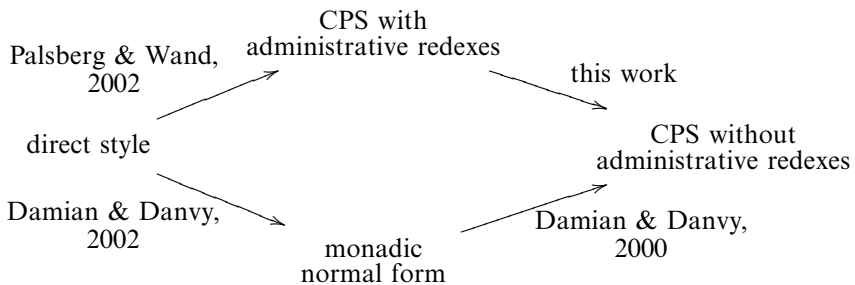 CPS with
administrative redexes
Palsberg & Wand,
2002
this work
direct style
CPS without
administrative redexes
Damian & Danvy,
2002
Damian & Danvy,
2000
monadic
normal form